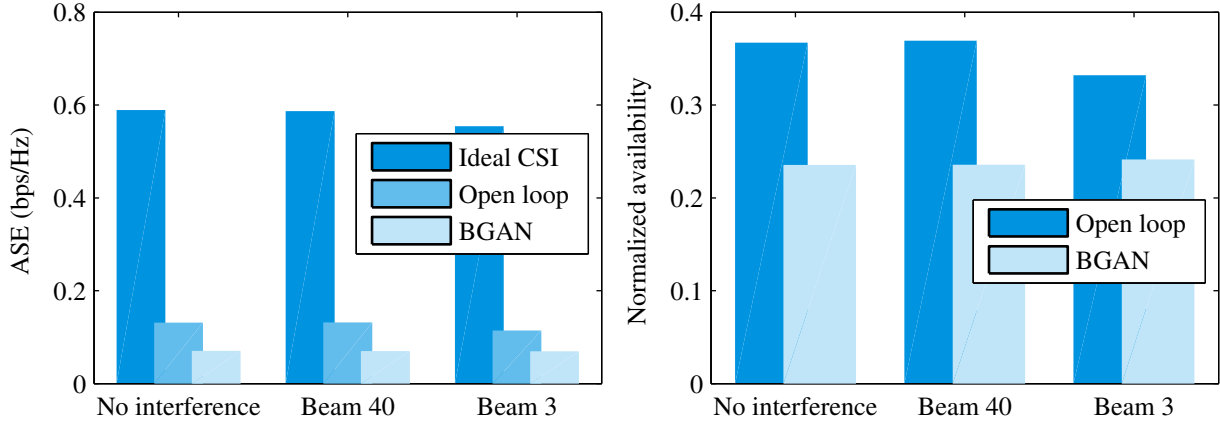 0.8
0.6
0.4
0.2
0
ASE (bps/Hz)
Ideal CSI
Open loop
BGAN
No interference
Beam 40
Beam 3
0.4
0.3
0.2
0.1
0
Normalized availability
Open loop
BGAN
No interference
Beam 40
Beam 3